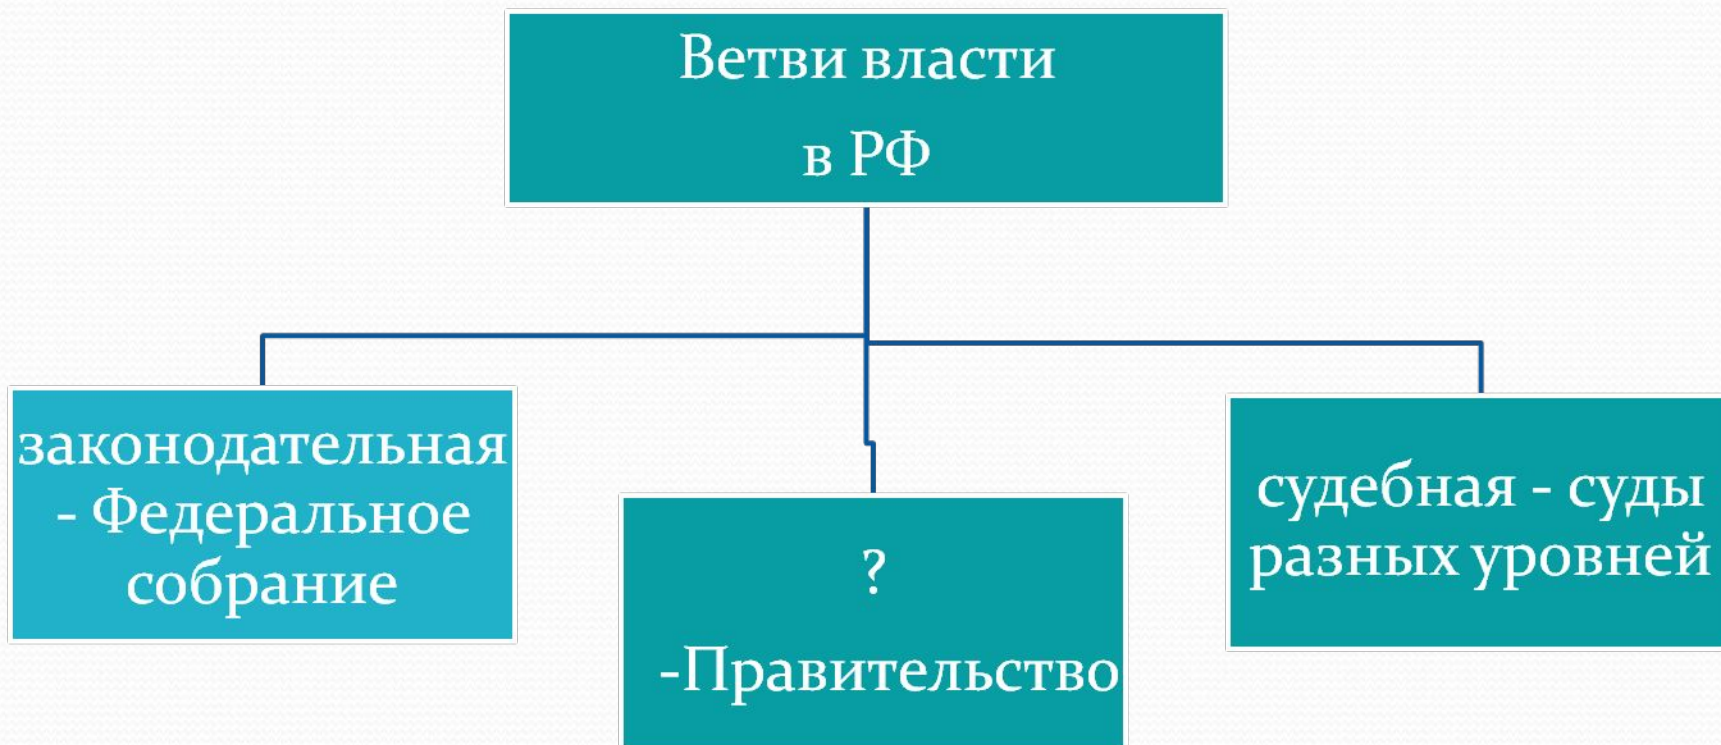 Ветви власти
в РФ
законодательная
- Федеральное
собрание
?
-Правительство
судебная - суды
разных уровней